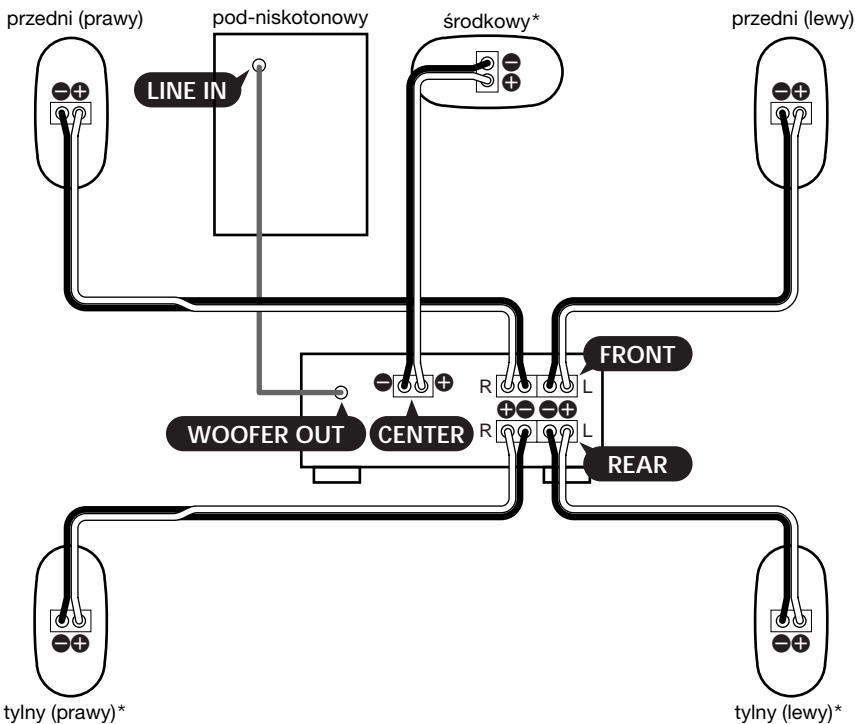 przedni (prawy)
pod-niskotonowy
środkowy*
przedni (lewy)
LINE IN
FRONT
R
L
WOOFER OUT
CENTER
R
L
REAR
tylny (prawy)*
tylny (lewy)*